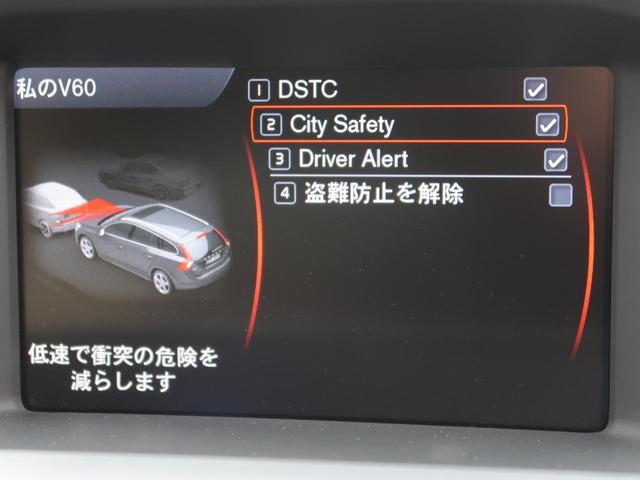 私のV60
1 DSTC
2 City Safety
3 Driver Alert
4 盗難防止を解除
低速で衝突の危険を
減らします